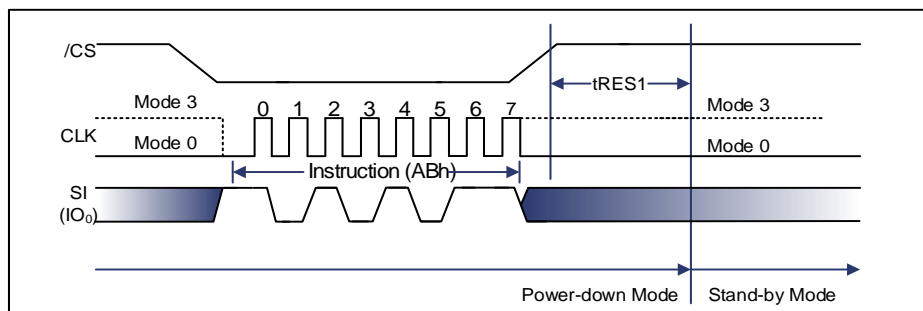 /CS
tRES1
Mode 3
0 1 2 3 4 5 6 7
Mode 3
CLK
Mode 0
Mode 0
Instruction (ABh)
SI
(IO₀)
Power-down Mode
Stand-by Mode